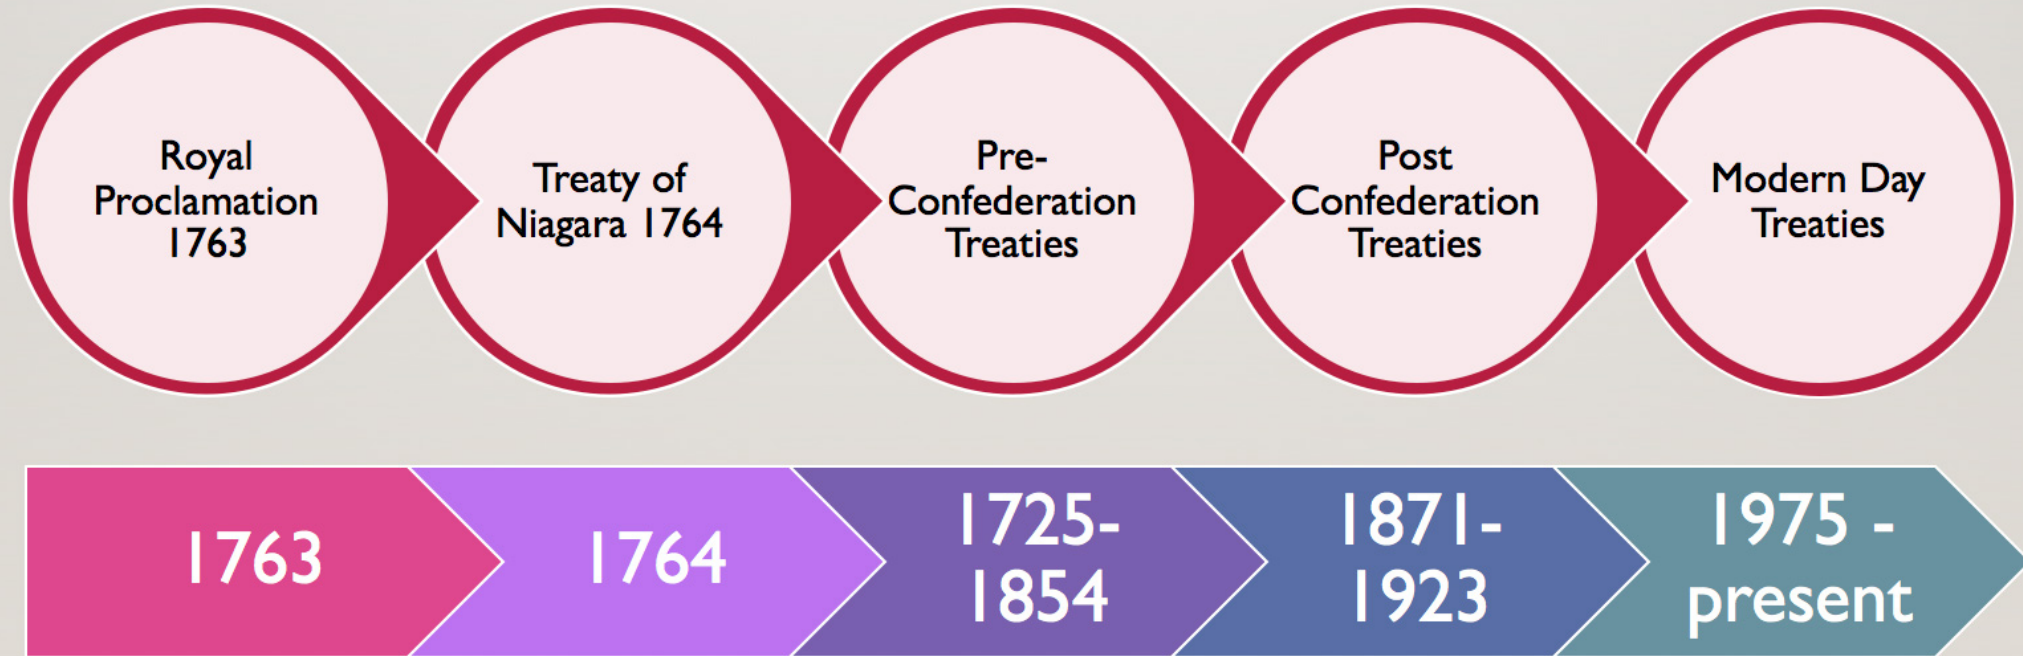 Royal
Proclamation
1763
Treaty of
Niagara 1764
Pre-
Confederation
Treaties
Post
Confederation
Treaties
Modern Day
Treaties
1763
1764
1725-
1854
1871-
1923
1975 -
present